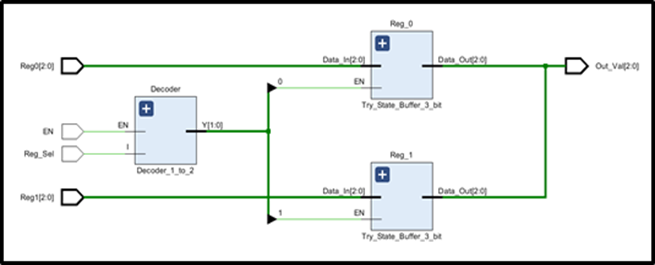 Reg_0
Reg0[2:0]
Data_In[2:0]
Data_Out[2:0]
Out_Val[2:0]
0
EN
Try_State_Buffer_3_bit
Decoder
EN
EN
Y[1:0]
Reg_Sel
I
Decoder_1_to_2
Reg_1
Reg1[2:0]
Data_In[2:0]
Data_Out[2:0]
1
EN
Try_State_Buffer_3_bit